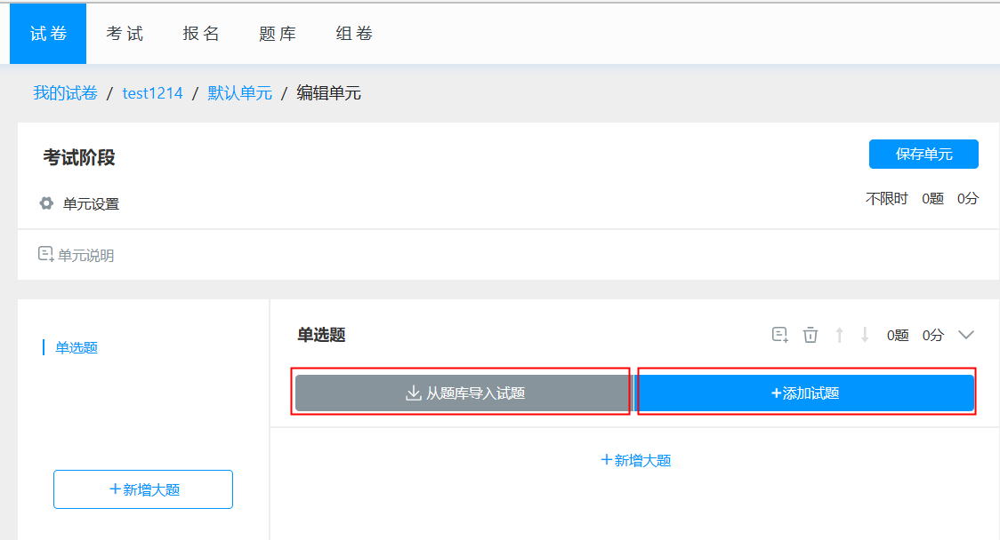 试卷 考试 报名 题库 组卷
我的试卷 / test1214 / 默认单元 / 编辑单元
考试阶段
保存单元
单元设置
不限时 0题 0分
单元说明
单选题
+新增大题
单选题
0题 0分
从题库导入试题
+添加试题
+新增大题